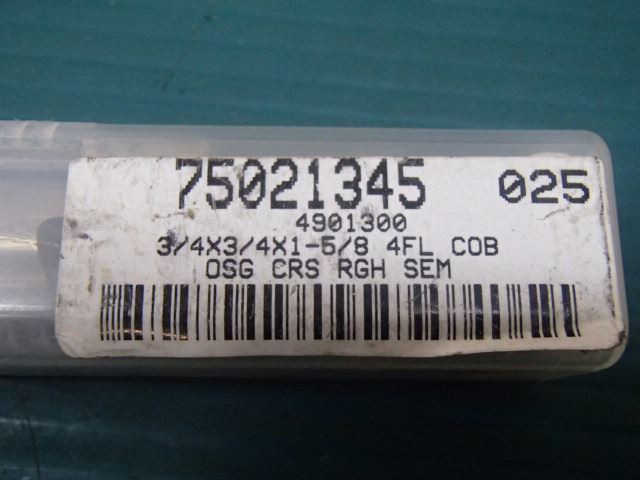 75021345 025
4901300
3/4X3/4X1-5/8 4FL COB
OSG CRS RGH SEM